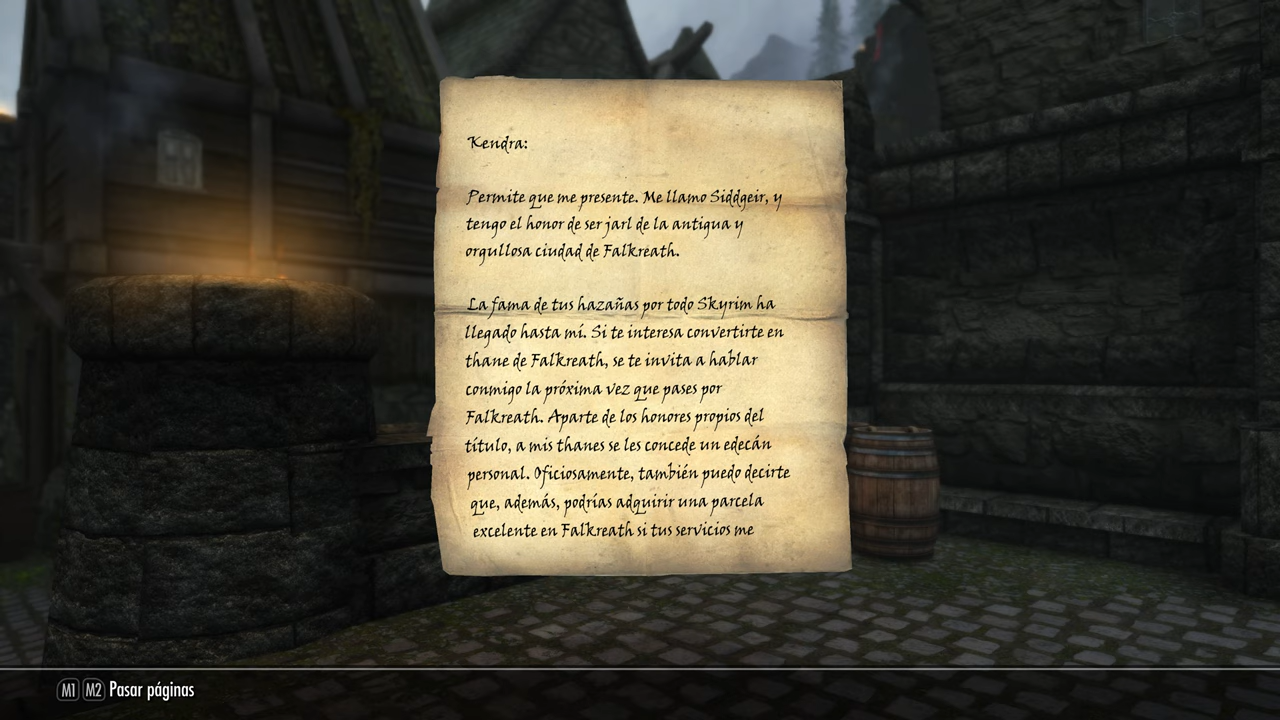 Kendra:
Permite que me presente. Me llamo Siddgeir, y
tengo el honor de ser jarl de la antigua y
orgullosa ciudad de Falkreath.
La fama de tus hazañas por todo Skyrim ha
llegado hasta mí. Si te interesa convertirte en
thane de Falkreath, se te invita a hablar
conmigo la próxima vez que pases por
Falkreath. Aparte de los honores propios del
título, a mis thanes se les concede un edecán
personal. Oficiosamente, también puedo decirte
que, además, podrías adquirir una parcela
excelente en Falkreath si tus servicios me
M1 M2 Pasar páginas